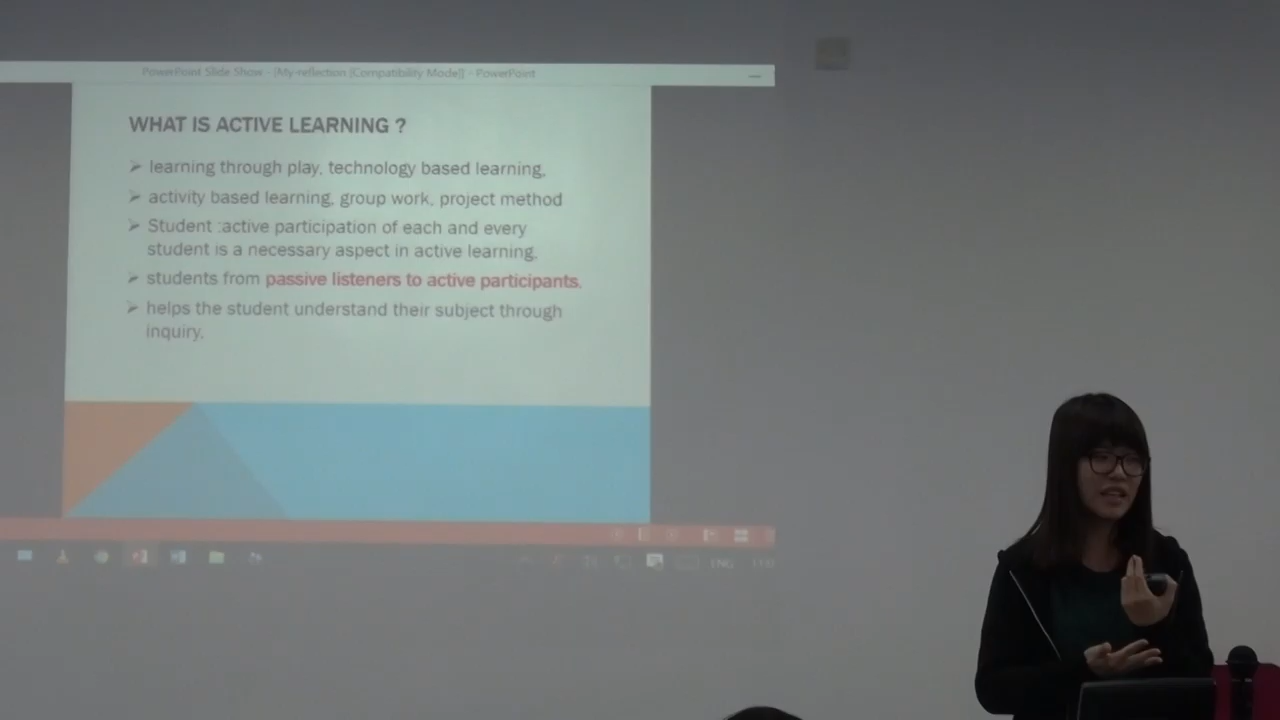 PowerPoint Slide Show - [My-reflection [Compatibility Mode]] - PowerPoint
WHAT IS ACTIVE LEARNING ?
➢ learning through play, technology based learning,
➢ activity based learning, group work, project method
➢ Student :active participation of each and every
student is a necessary aspect in active learning.
➢ students from passive listeners to active participants.
➢ helps the student understand their subject through
inquiry.
ENG